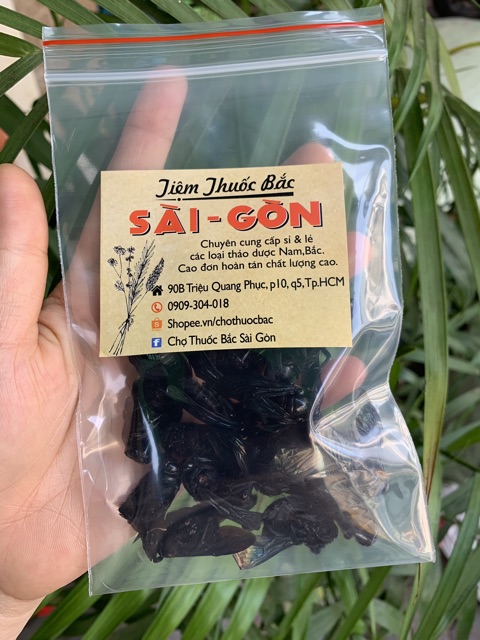 Tiệm Thuốc Bắc
SÀI-GÒN
Chuyên cung cấp sỉ & lẻ
các loại thảo dược Nam,Bắc.
Cao đơn hoàn tán chất lượng cao.
90B Triệu Quang Phục, p10, q5,Tp.HCM
0909-304-018
Shopee.vn/chothuocbac
Chợ Thuốc Bắc Sài Gòn